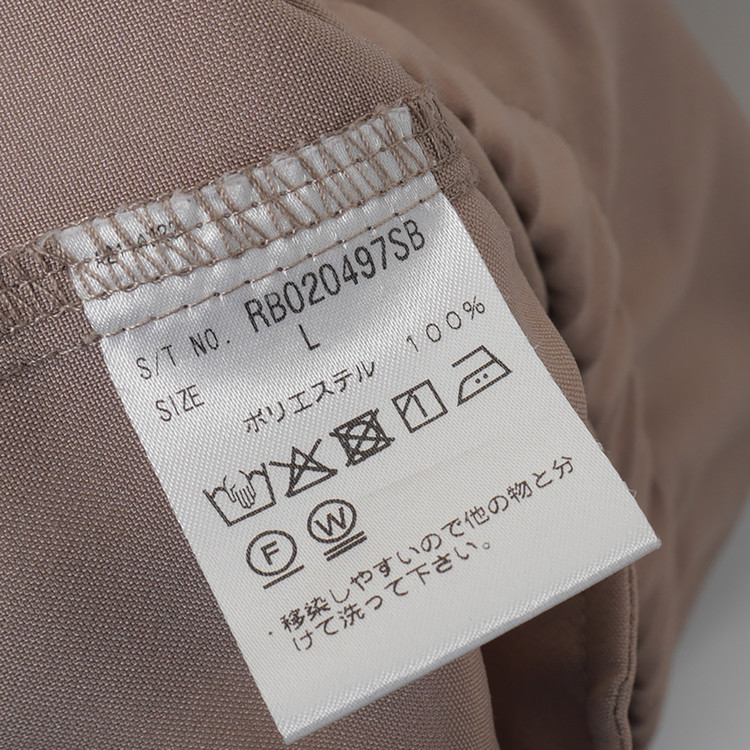 S/T NO. RB020497SB
SIZE L
ポリエステル 100%
F W
・移染しやすいので他の物と分
けて洗って下さい。